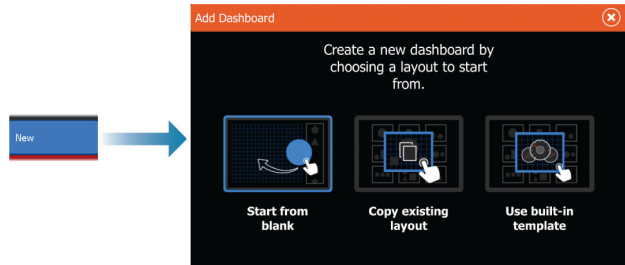 Add Dashboard
Create a new dashboard by
choosing a layout to start
from.
New
Start from
blank
Copy existing
layout
Use built-in
template